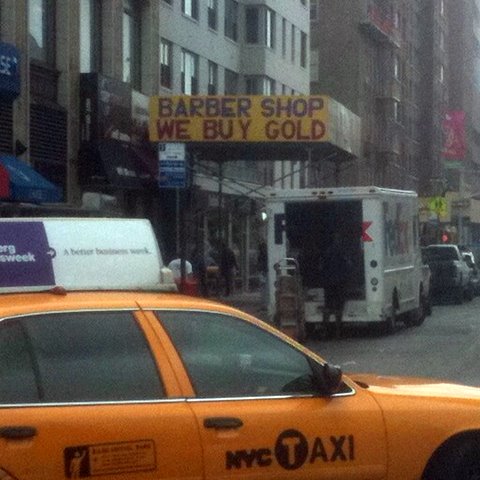 BARBER SHOP
WE BUY GOLD
erg
sweek
A better business week.
NYC TAXI